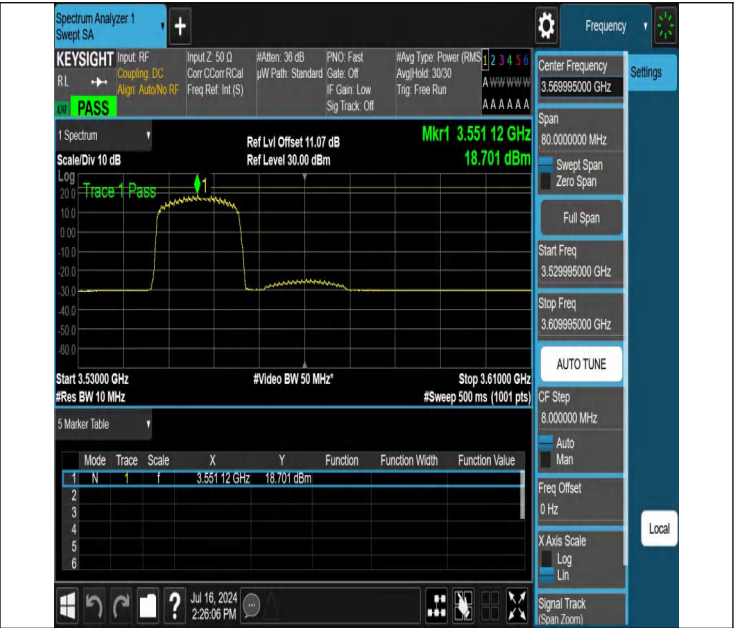 Spectrum Analyzer 1
Swept SA
+
Frequency
KEYSIGHT
RL
PASS
Input: RF
Coupling: DC
Align: Auto/No RF
Input Z: 50 Ω
Corr CCorr RCal
Freq Ref: Int (S)
#Atten: 36 dB
µW Path: Standard
PNO: Fast
Gate: Off
IF Gain: Low
Sig Track: Off
#Avg Type: Power (RMS
Avg|Hold: 30/30
Trig: Free Run
1 2 3 4 5 6
A W W W W W
A A A A A A
1 Spectrum
Scale/Div 10 dB
Ref Lvl Offset 11.07 dB
Ref Level 30.00 dBm
Mkr1 3.551 12 GHz
18.701 dBm
Log
Trace 1 Pass
1
20.0
10.0
0.00
-10.0
-20.0
-30.0
-40.0
-50.0
-60.0
Start 3.53000 GHz
#Res BW 10 MHz
#Video BW 50 MHz*
Stop 3.61000 GHz
#Sweep 500 ms (1001 pts)
5 Marker Table
Mode Trace Scale X Y Function Function Width Function Value
1 N 1 f 3.551 12 GHz 18.701 dBm
2
3
4
5
6
Center Frequency
3.569995000 GHz
Settings
Span
80.0000000 MHz
Swept Span
Zero Span
Full Span
Start Freq
3.529995000 GHz
Stop Freq
3.609995000 GHz
AUTO TUNE
CF Step
8.000000 MHz
Auto
Man
Freq Offset
0 Hz
X Axis Scale
Log
Lin
Signal Track
(Span Zoom)
Local
?
Jul 16, 2024
2:26:06 PM